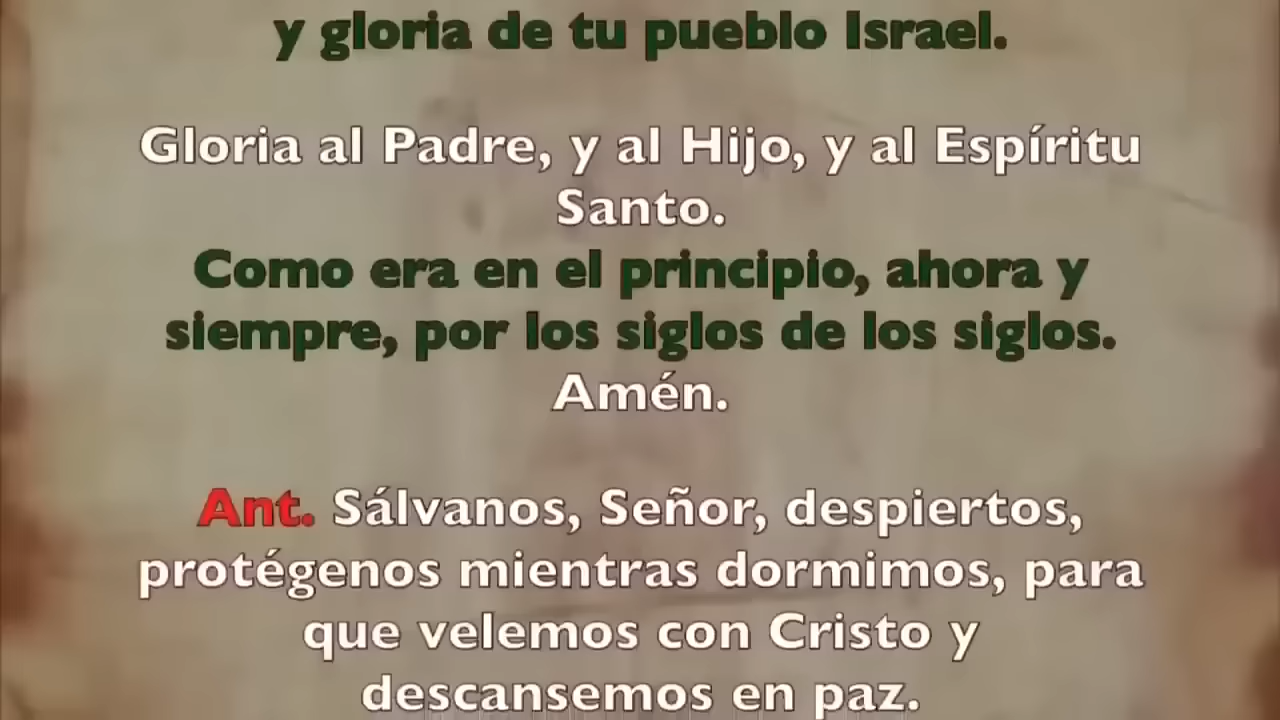 y gloria de tu pueblo Israel.
Gloria al Padre, y al Hijo, y al Espíritu
Santo.
Como era en el principio, ahora y
siempre, por los siglos de los siglos.
Amén.
Ant. Sálvanos, Señor, despiertos,
protégenos mientras dormimos, para
que velemos con Cristo y
descansemos en paz.